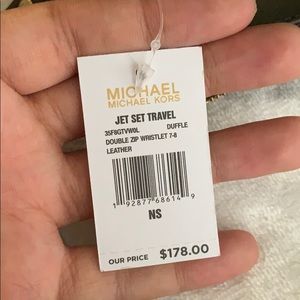 MICHAEL
MICHAEL KORS
JET SET TRAVEL
35F8GTVW0L DUFFLE
DOUBLE ZIP WRISTLET 7-8
LEATHER
1 92877 68614 9
NS
OUR PRICE $178.00